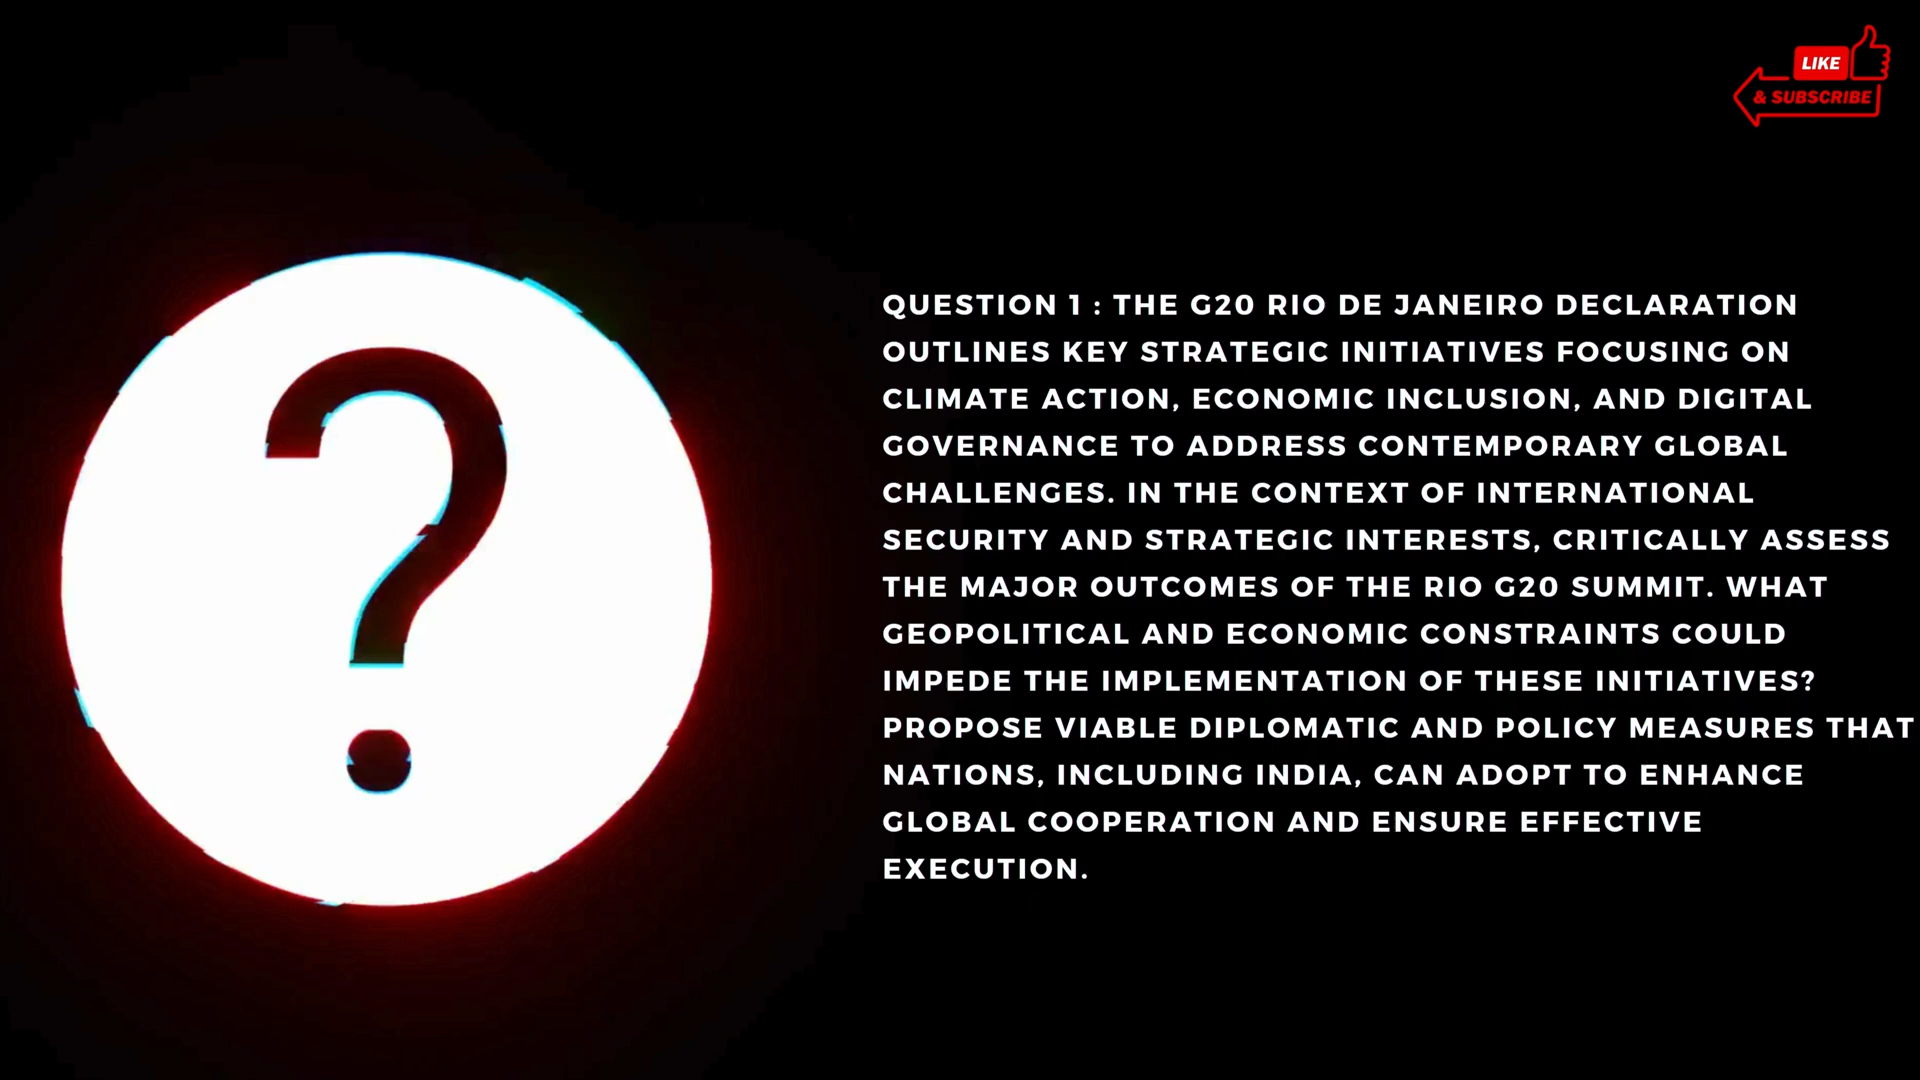 LIKE
& SUBSCRIBE
QUESTION 1 : THE G20 RIO DE JANEIRO DECLARATION
OUTLINES KEY STRATEGIC INITIATIVES FOCUSING ON
CLIMATE ACTION, ECONOMIC INCLUSION, AND DIGITAL
GOVERNANCE TO ADDRESS CONTEMPORARY GLOBAL
CHALLENGES. IN THE CONTEXT OF INTERNATIONAL
SECURITY AND STRATEGIC INTERESTS, CRITICALLY ASSESS
THE MAJOR OUTCOMES OF THE RIO G20 SUMMIT. WHAT
GEOPOLITICAL AND ECONOMIC CONSTRAINTS COULD
IMPEDE THE IMPLEMENTATION OF THESE INITIATIVES?
PROPOSE VIABLE DIPLOMATIC AND POLICY MEASURES THAT
NATIONS, INCLUDING INDIA, CAN ADOPT TO ENHANCE
GLOBAL COOPERATION AND ENSURE EFFECTIVE
EXECUTION.